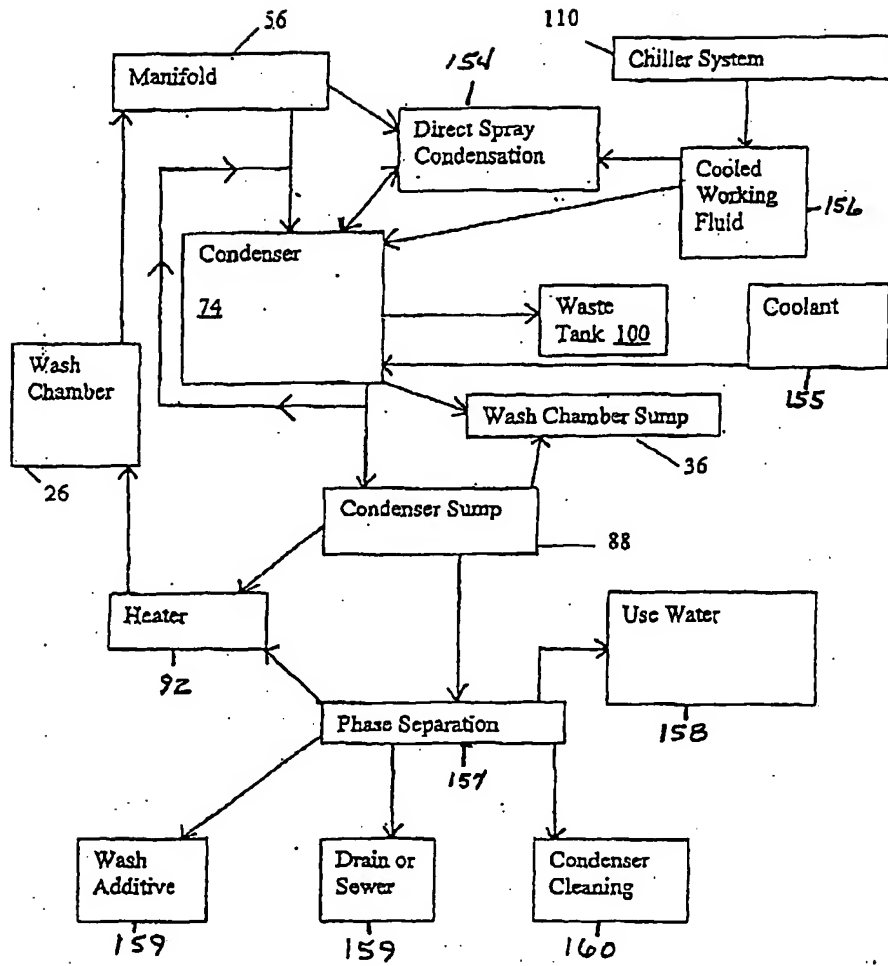 56
110
Manifold
154
Chiller System
Direct Spray
Condensation
Cooled
Working
Fluid
156
Condenser
74
Waste
Tank 100
Coolant
155
Wash
Chamber
Wash Chamber Sump
36
26
Condenser Sump
88
Heater
Use Water
92
Phase Separation
158
157
Wash
Additive
Drain or
Sewer
Condenser
Cleaning
159
159
160